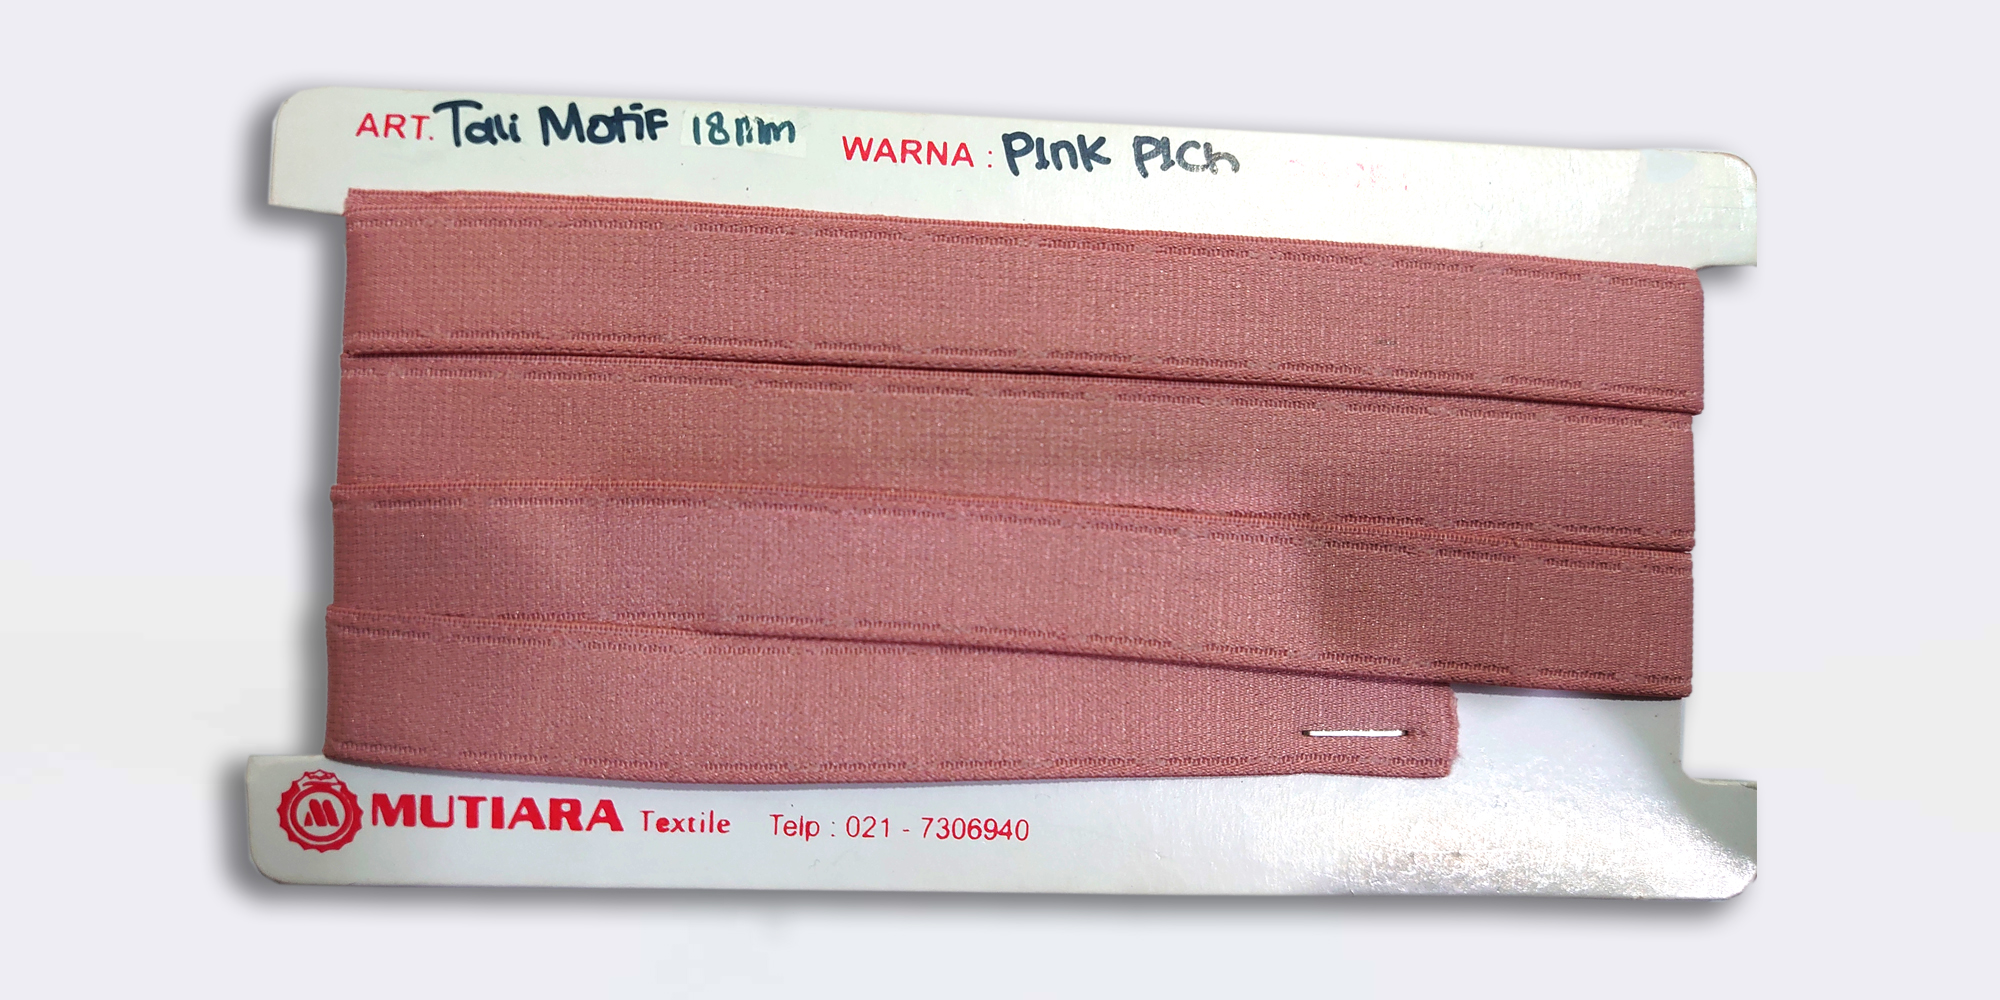 ART. Tali Motif 18mm WARNA : Pink Pich
MUTIARA Textile Telp : 021 - 7306940